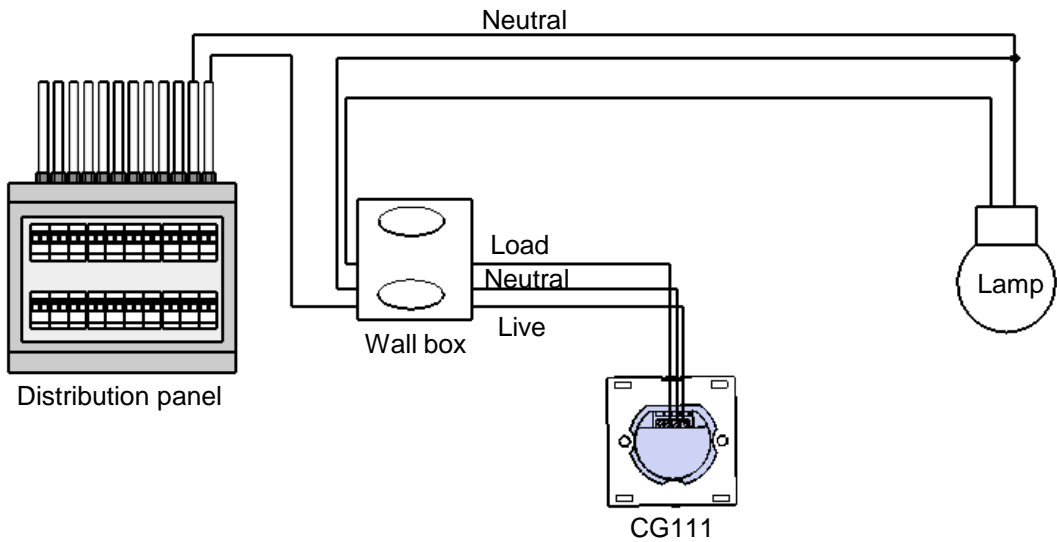 Neutral
Load
Neutral
Live
Lamp
Wall box
Distribution panel
CG111